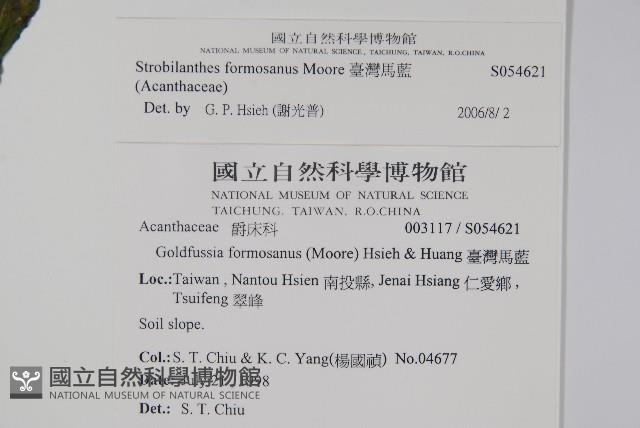 國立自然科學博物館
NATIONAL MUSEUM OF NATURAL SCIENCE, TAICHUNG, TAIWAN, R.O.CHINA
Strobilanthes formosanus Moore 臺灣馬藍 S054621
(Acanthaceae)
Det. by G. P. Hsieh (謝光普) 2006/8/2
國立自然科學博物館
NATIONAL MUSEUM OF NATURAL SCIENCE
TAICHUNG, TAIWAN, R.O.CHINA
Acanthaceae 爵床科 003117 / S054621
Goldfussia formosanus (Moore) Hsieh & Huang 臺灣馬藍
Loc.:Taiwan , Nantou Hsien 南投縣, Jenai Hsiang 仁愛鄉 ,
Tsuifeng 翠峰
Soil slope.
Col.: S. T. Chiu & K. C. Yang(楊國禎) No.04677
Date: July 1998
Det.: S. T. Chiu
國立自然科學博物館
NATIONAL MUSEUM OF NATURAL SCIENCE